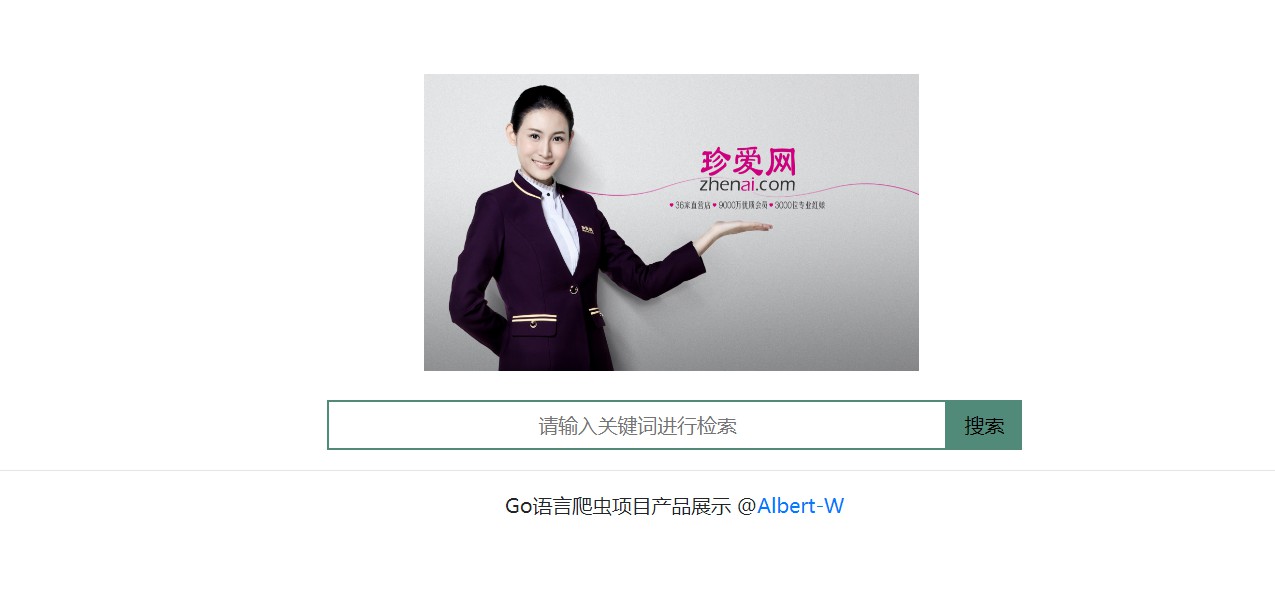 珍爱网
zhenai.com
♥36家直营店♥9000万优质会员♥3000位专业红娘
请输入关键词进行检索 搜索
Go语言爬虫项目产品展示 @Albert-W